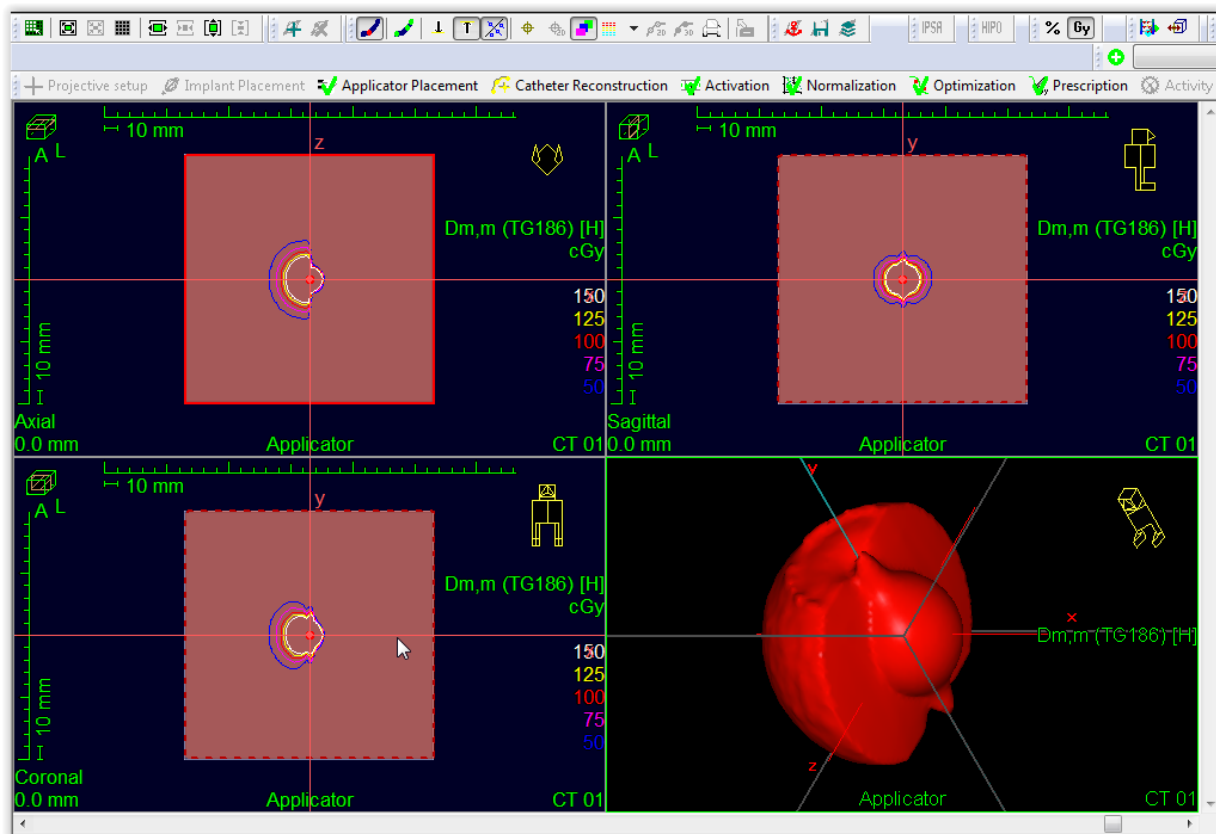 IPSA HIPO % Gy
Projective setup Implant Placement Applicator Placement Catheter Reconstruction Activation Normalization Optimization Prescription Activity
10 mm
z
A L
Dm,m (TG186) [H]
cGy
150
125
100
75
50
10 mm
Axial
0.0 mm Applicator CT 01
10 mm
y
A L
Dm,m (TG186) [H]
cGy
150
125
100
75
50
10 mm
Sagittal
0.0 mm Applicator CT 01
10 mm
y
A L
Dm,m (TG186) [H]
cGy
150
125
100
75
50
10 mm
Coronal
0.0 mm Applicator CT 01
y
x
Dm,m (TG186) [H]
z
Applicator CT 01